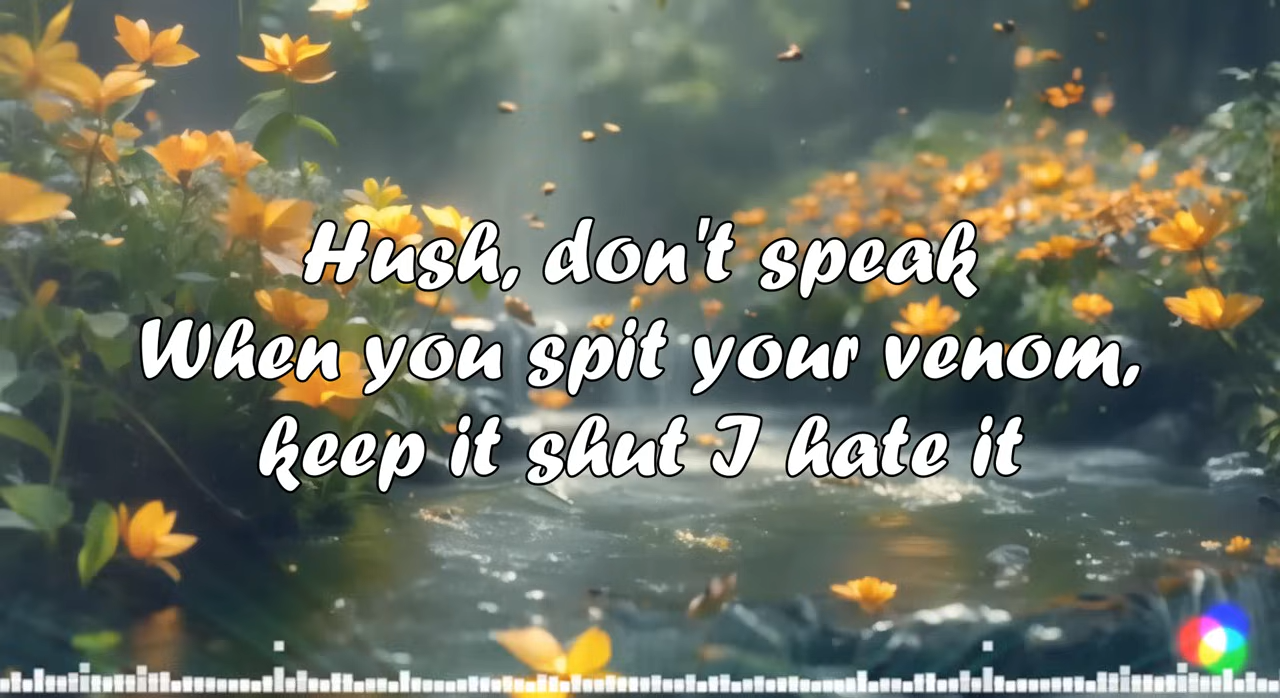 Hush, don't speak
When you spit your venom,
keep it shut I hate it